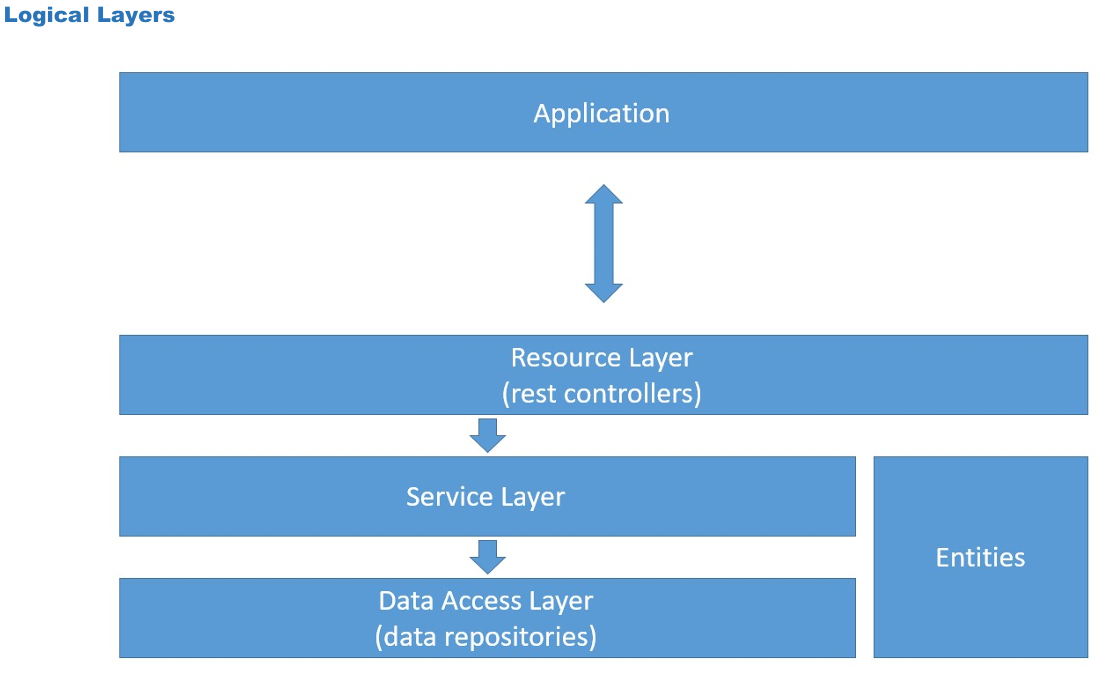 Logical Layers
Application
Resource Layer
(rest controllers)
Service Layer
Entities
Data Access Layer
(data repositories)